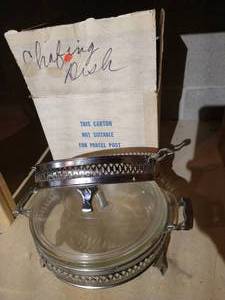 Chafing
Dish
THIS CARTON
NOT SUITABLE
FOR PARCEL POST